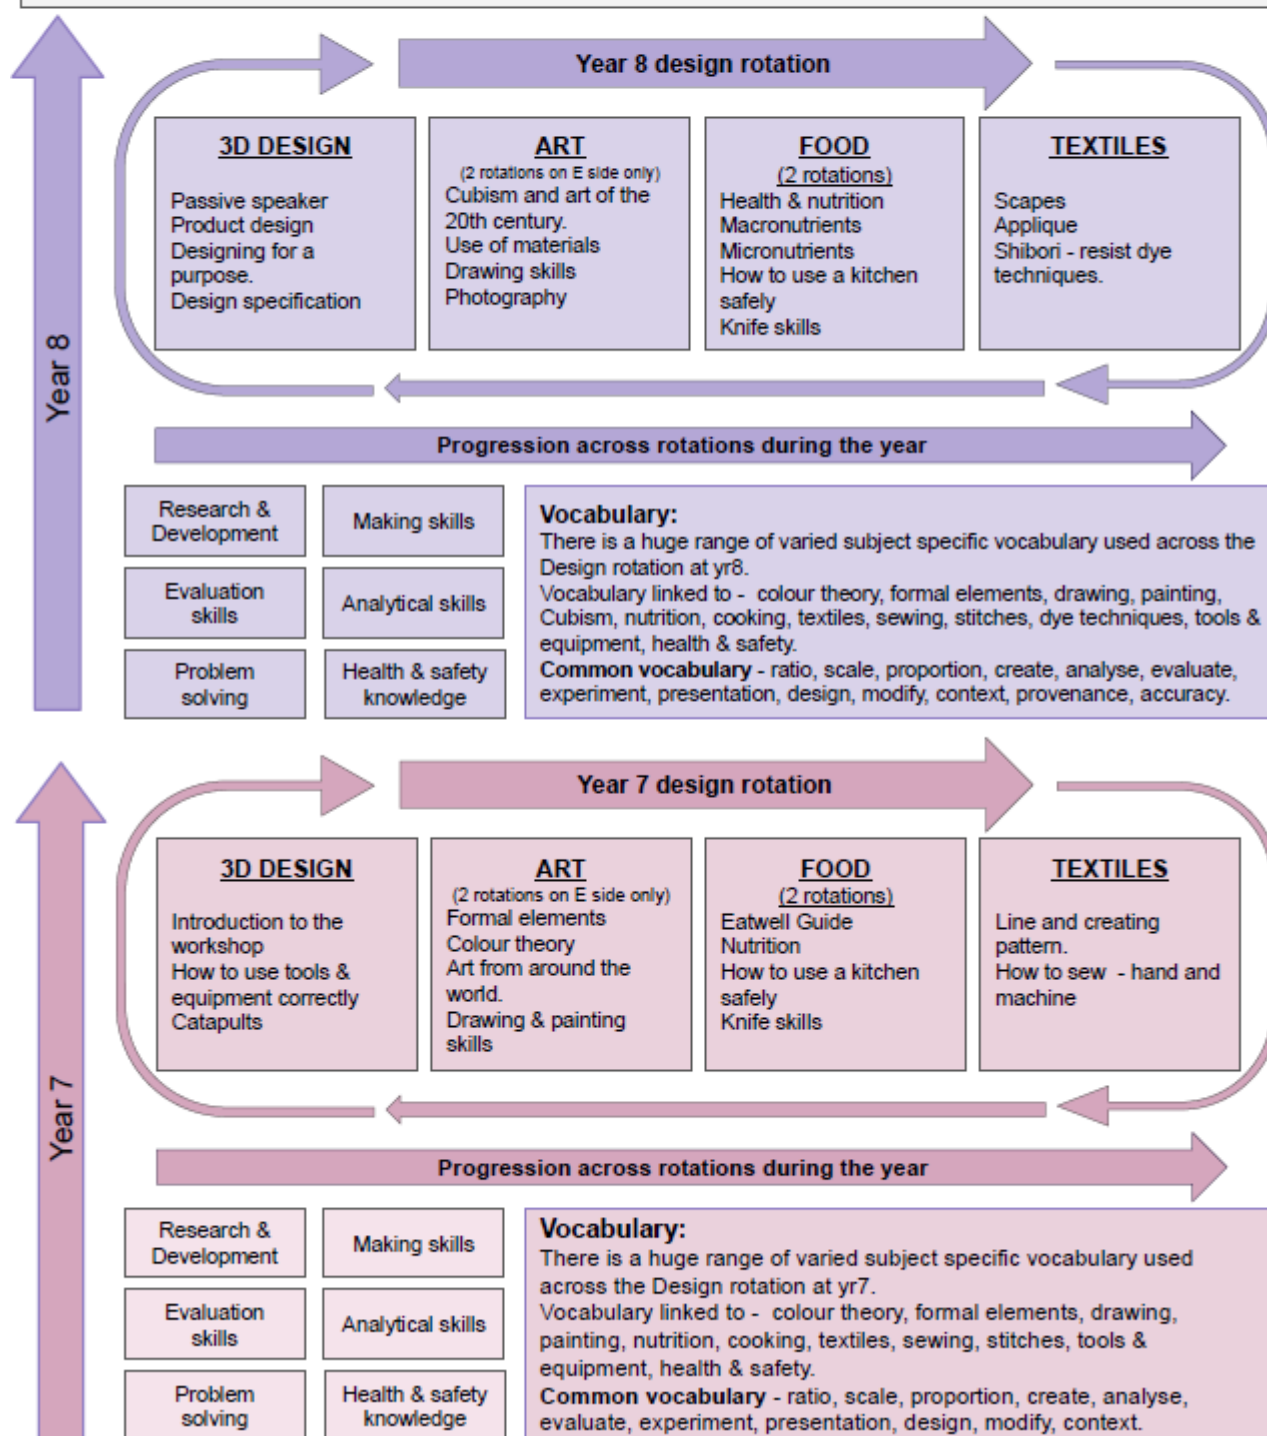 Year 8
Year 8 design rotation
3D DESIGN
Passive speaker
Product design
Designing for a
purpose.
Design specification
ART
(2 rotations on E side only)
Cubism and art of the
20th century.
Use of materials
Drawing skills
Photography
FOOD
(2 rotations)
Health & nutrition
Macronutrients
Micronutrients
How to use a kitchen
safely
Knife skills
TEXTILES
Scapes
Applique
Shibori - resist dye
techniques.
Progression across rotations during the year
Research &
Development
Making skills
Evaluation
skills
Analytical skills
Problem
solving
Health & safety
knowledge
Vocabulary:
There is a huge range of varied subject specific vocabulary used across the
Design rotation at yr8.
Vocabulary linked to - colour theory, formal elements, drawing, painting,
Cubism, nutrition, cooking, textiles, sewing, stitches, dye techniques, tools &
equipment, health & safety.
Common vocabulary - ratio, scale, proportion, create, analyse, evaluate,
experiment, presentation, design, modify, context, provenance, accuracy.
Year 7
Year 7 design rotation
3D DESIGN
Introduction to the
workshop
How to use tools &
equipment correctly
Catapults
ART
(2 rotations on E side only)
Formal elements
Colour theory
Art from around the
world.
Drawing & painting
skills
FOOD
(2 rotations)
Eatwell Guide
Nutrition
How to use a kitchen
safely
Knife skills
TEXTILES
Line and creating
pattern.
How to sew - hand and
machine
Progression across rotations during the year
Research &
Development
Making skills
Evaluation
skills
Analytical skills
Problem
solving
Health & safety
knowledge
Vocabulary:
There is a huge range of varied subject specific vocabulary used
across the Design rotation at yr7.
Vocabulary linked to - colour theory, formal elements, drawing,
painting, nutrition, cooking, textiles, sewing, stitches, tools &
equipment, health & safety.
Common vocabulary - ratio, scale, proportion, create, analyse,
evaluate, experiment, presentation, design, modify, context.